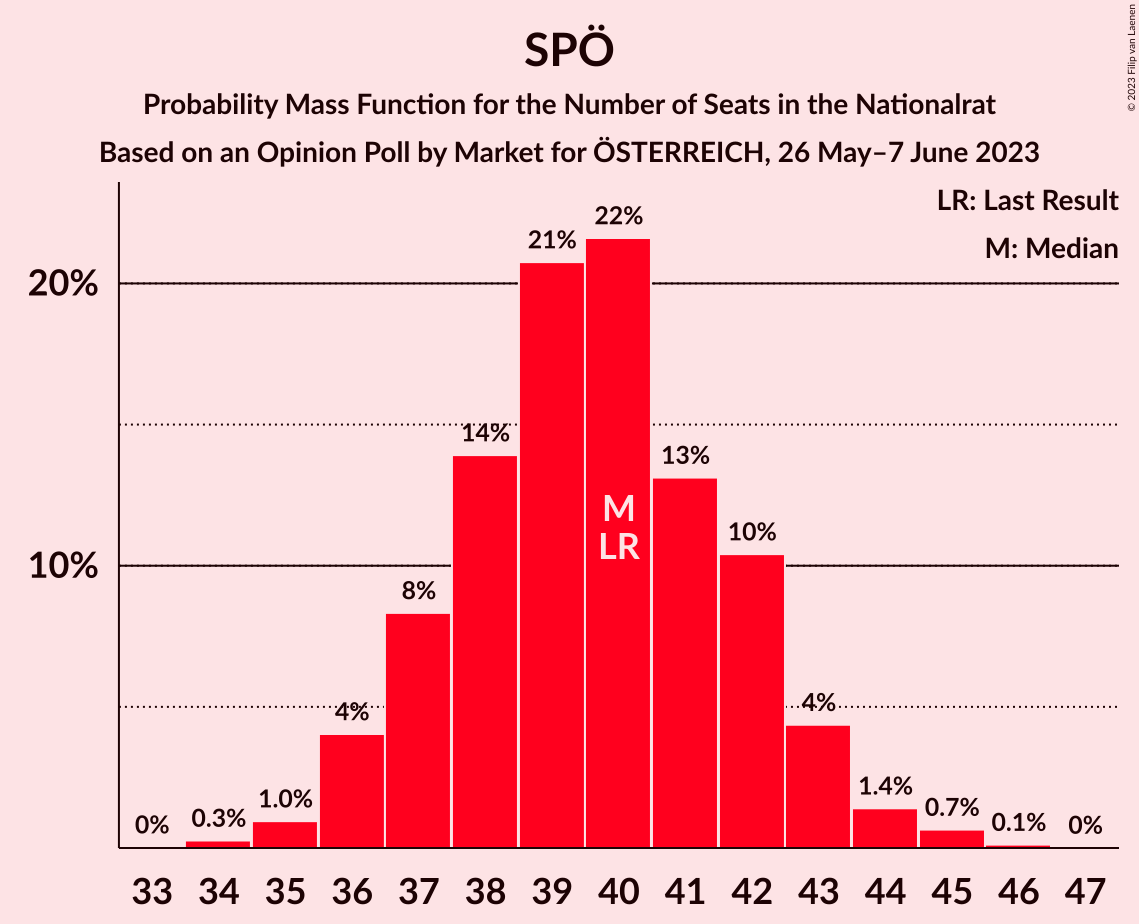 SPÖ
Probability Mass Function for the Number of Seats in the Nationalrat
Based on an Opinion Poll by Market for ÖSTERREICH, 26 May–7 June 2023
© 2023 Filip van Laenen
LR: Last Result
M: Median
20%
10%
0%
0.3%
1.0%
4%
8%
14%
21%
22%
13%
10%
4%
1.4%
0.7%
0.1%
0%
M
LR
33 34 35 36 37 38 39 40 41 42 43 44 45 46 47